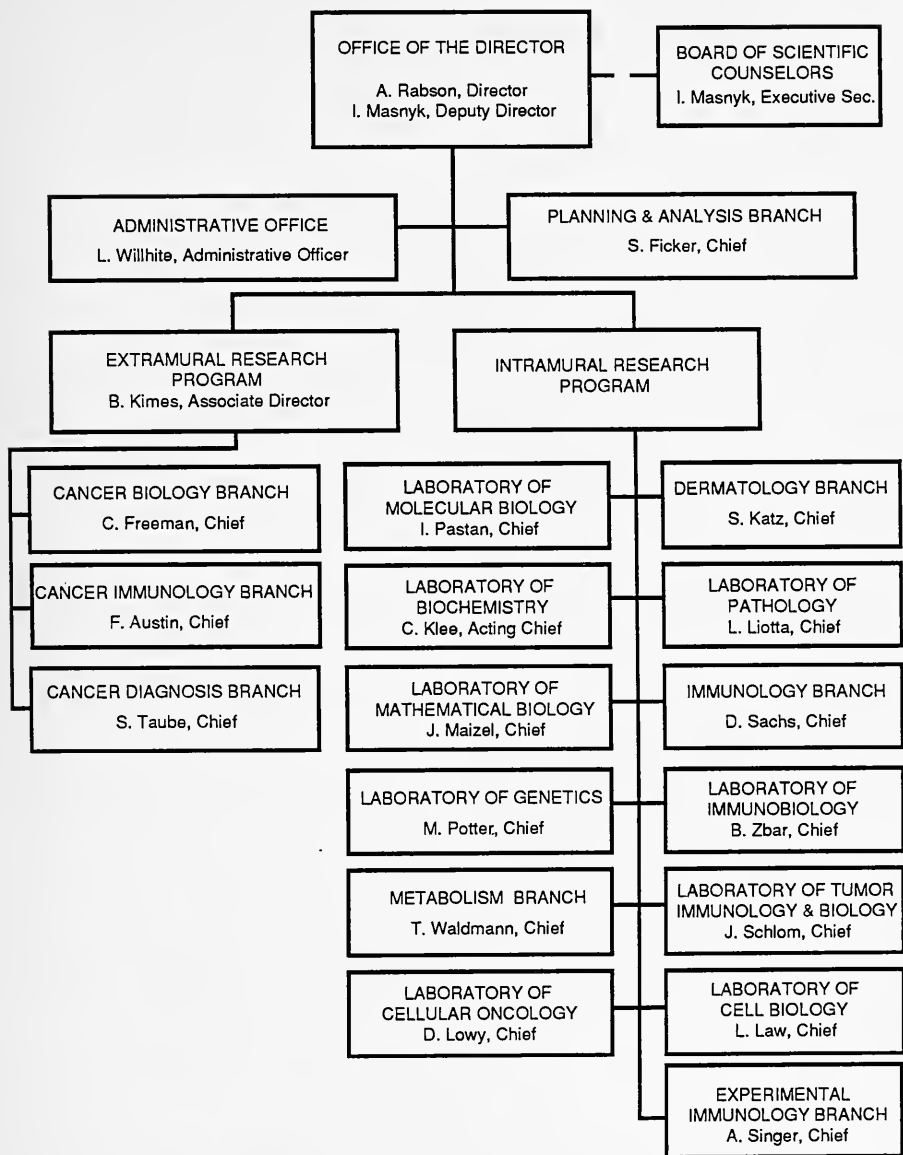 OFFICE OF THE DIRECTOR
A. Rabson, Director
I. Masnyk, Deputy Director
BOARD OF SCIENTIFIC
COUNSELORS
I. Masnyk, Executive Sec.
ADMINISTRATIVE OFFICE
L. Willhite, Administrative Officer
PLANNING & ANALYSIS BRANCH
S. Ficker, Chief
EXTRAMURAL RESEARCH
PROGRAM
B. Kimes, Associate Director
INTRAMURAL RESEARCH
PROGRAM
CANCER BIOLOGY BRANCH
C. Freeman, Chief
CANCER IMMUNOLOGY BRANCH
F. Austin, Chief
CANCER DIAGNOSIS BRANCH
S. Taube, Chief
LABORATORY OF
MOLECULAR BIOLOGY
I. Pastan, Chief
DERMATOLOGY BRANCH
S. Katz, Chief
LABORATORY OF
BIOCHEMISTRY
C. Klee, Acting Chief
LABORATORY OF
PATHOLOGY
L. Liotta, Chief
LABORATORY OF
MATHEMATICAL BIOLOGY
J. Maizel, Chief
IMMUNOLOGY BRANCH
D. Sachs, Chief
LABORATORY OF GENETICS
M. Potter, Chief
LABORATORY OF
IMMUNOBIOLOGY
B. Zbar, Chief
METABOLISM BRANCH
T. Waldmann, Chief
LABORATORY OF TUMOR
IMMUNOLOGY & BIOLOGY
J. Schlom, Chief
LABORATORY OF
CELLULAR ONCOLOGY
D. Lowy, Chief
LABORATORY OF
CELL BIOLOGY
L. Law, Chief
EXPERIMENTAL
IMMUNOLOGY BRANCH
A. Singer, Chief